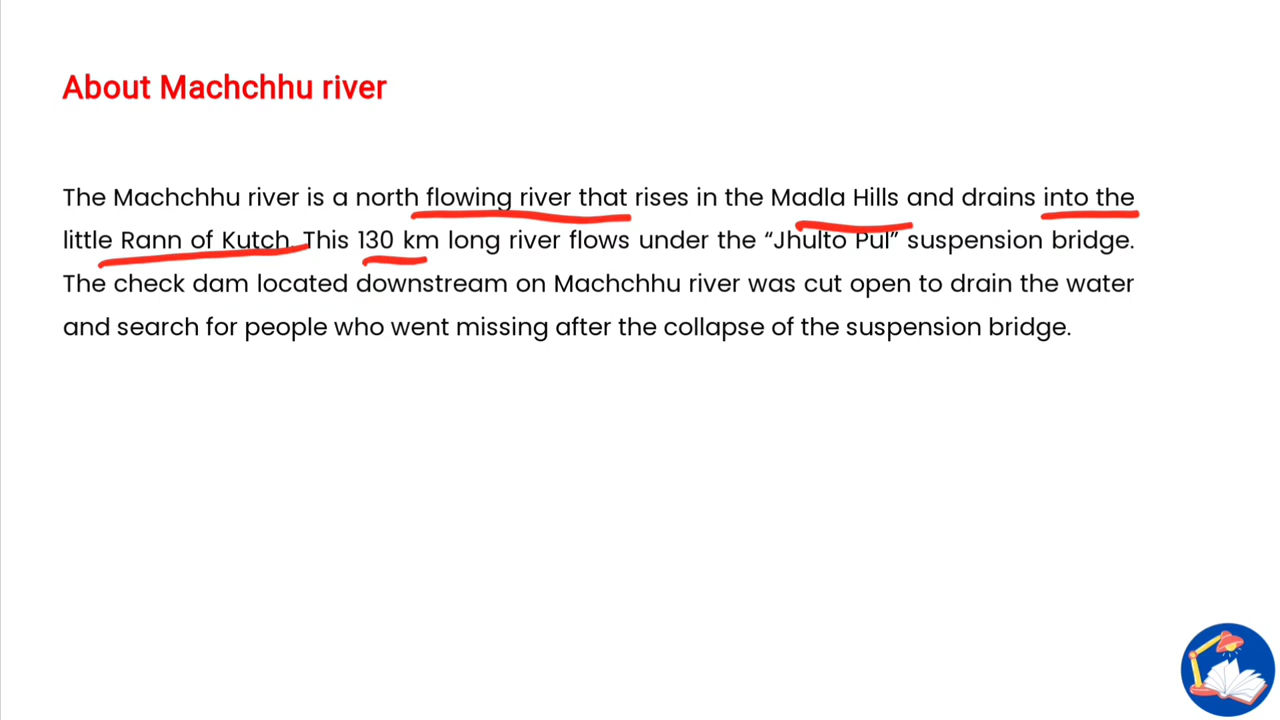 About Machchhu river
The Machchhu river is a north flowing river that rises in the Madla Hills and drains into the
little Rann of Kutch. This 130 km long river flows under the “Jhulto Pul” suspension bridge.
The check dam located downstream on Machchhu river was cut open to drain the water
and search for people who went missing after the collapse of the suspension bridge.